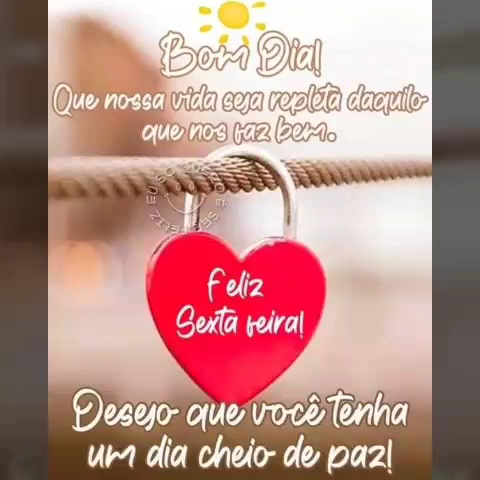 Bom Dia!
Que nossa vida seja repleta daquilo
que nos faz bem.
Feliz
Sexta feira!
Desejo que você tenha
um dia cheio de paz!